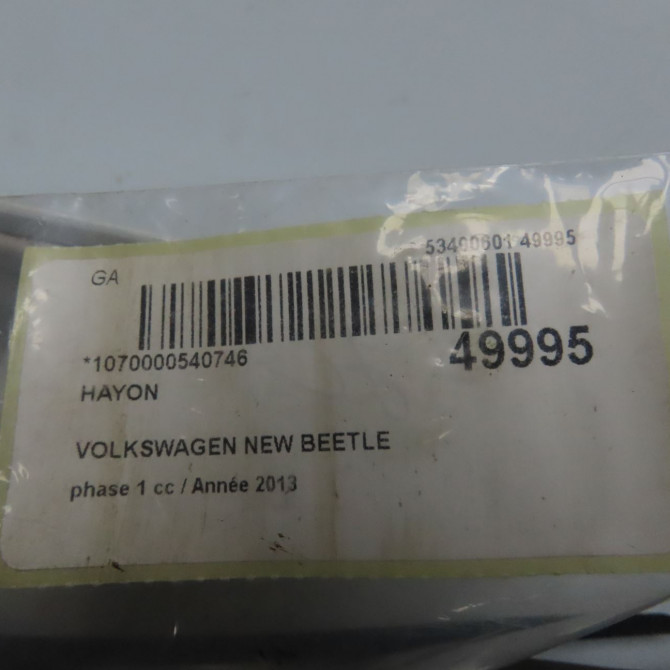 53400601 49995
GA
*1070000540746
49995
HAYON
VOLKSWAGEN NEW BEETLE
phase 1 cc / Année 2013